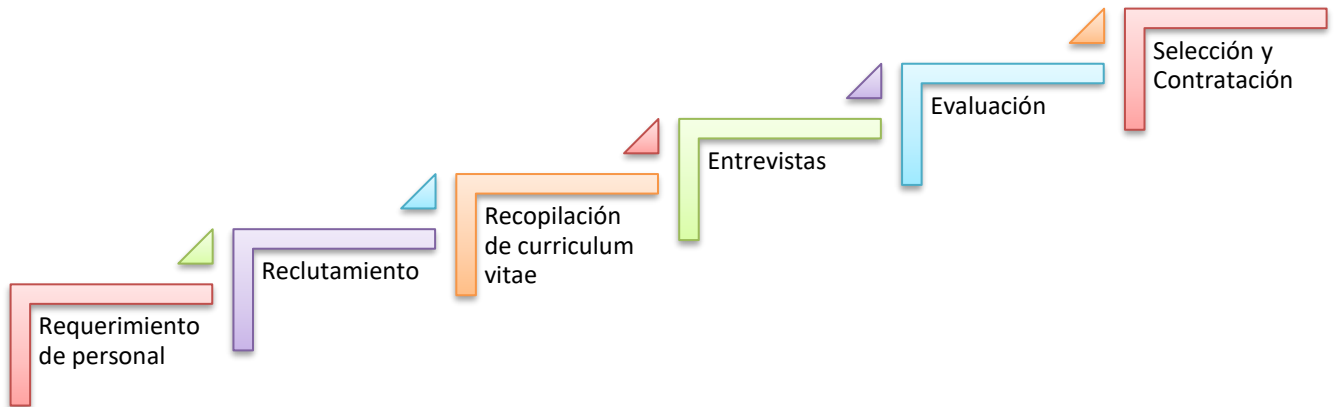 Requerimiento
de personal
Reclutamiento
Recopilación
de curriculum
vitae
Entrevistas
Evaluación
Selección y
Contratación